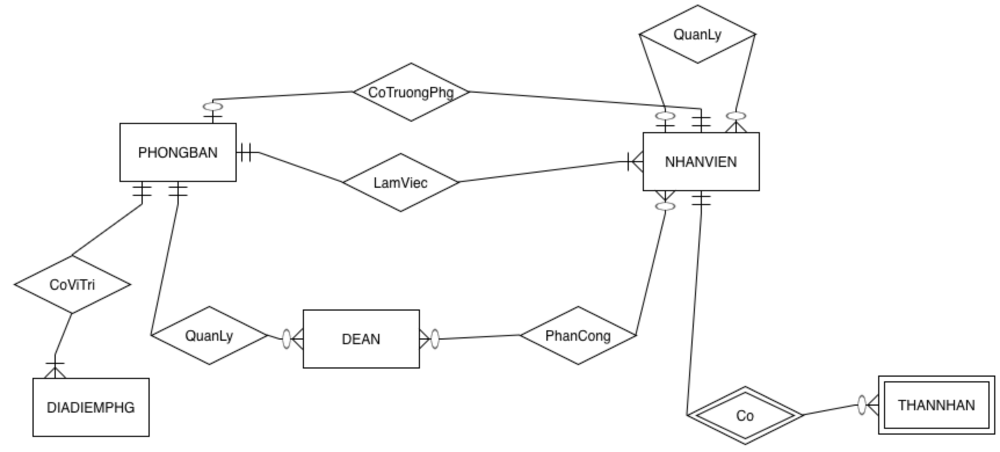 QuanLy
CoTruongPhg
PHONGBAN
NHANVIEN
LamViec
CoViTri
QuanLy
DEAN
PhanCong
DIADIEMPHG
Co
THANNHAN